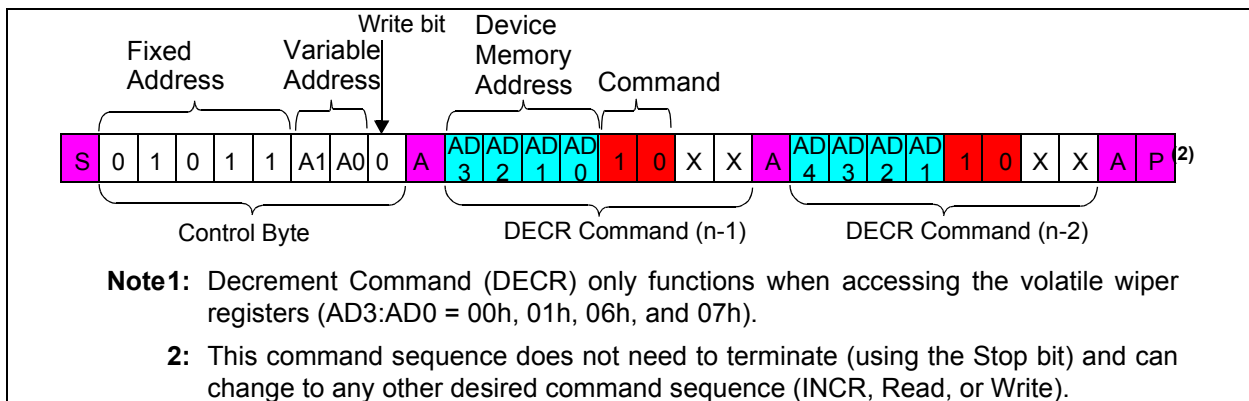 Write bit
Device
Memory
Address
Fixed
Address
Variable
Address
Command
S 0 1 0 1 1 A1 A0 0 A AD3 AD2 AD1 AD0 1 0 X X A AD4 AD3 AD2 AD1 1 0 X X A P (2)
Control Byte
DECR Command (n-1)
DECR Command (n-2)
Note1: Decrement Command (DECR) only functions when accessing the volatile wiper
registers (AD3:AD0 = 00h, 01h, 06h, and 07h).
2: This command sequence does not need to terminate (using the Stop bit) and can
change to any other desired command sequence (INCR, Read, or Write).